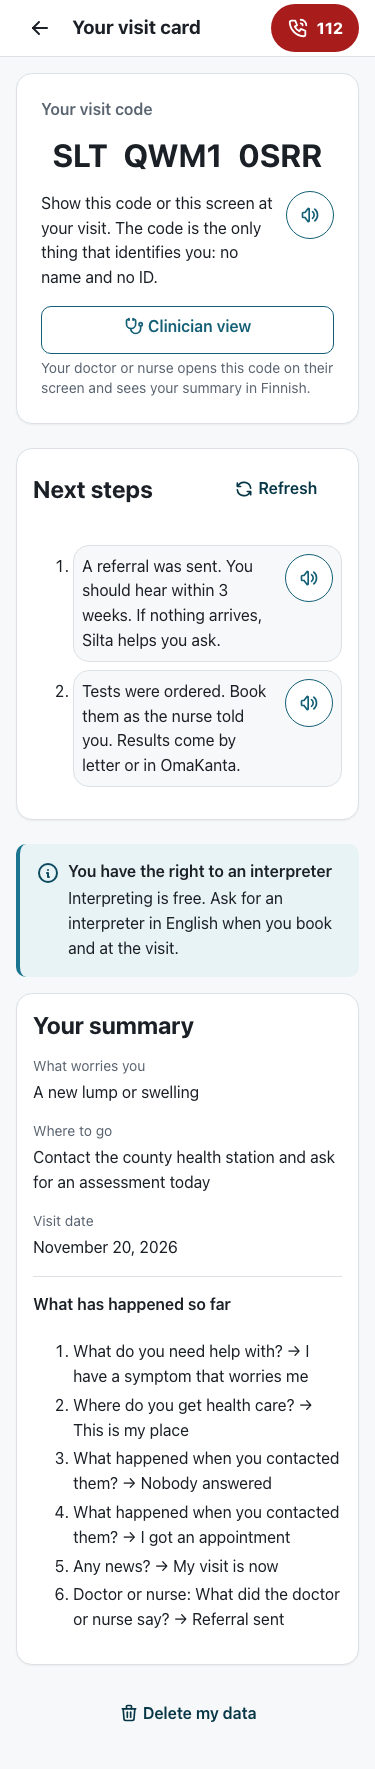 Your visit card
112
Your visit code
SLT QWM1 0SRR
Show this code or this screen at
your visit. The code is the only
thing that identifies you: no
name and no ID.
Clinician view
Your doctor or nurse opens this code on their
screen and sees your summary in Finnish.
Next steps
Refresh
1. A referral was sent. You
should hear within 3
weeks. If nothing arrives,
Silta helps you ask.
2. Tests were ordered. Book
them as the nurse told
you. Results come by
letter or in OmaKanta.
You have the right to an interpreter
Interpreting is free. Ask for an
interpreter in English when you book
and at the visit.
Your summary
What worries you
A new lump or swelling
Where to go
Contact the county health station and ask
for an assessment today
Visit date
November 20, 2026
What has happened so far
1. What do you need help with? → I
have a symptom that worries me
2. Where do you get health care? →
This is my place
3. What happened when you contacted
them? → Nobody answered
4. What happened when you contacted
them? → I got an appointment
5. Any news? → My visit is now
6. Doctor or nurse: What did the doctor
or nurse say? → Referral sent
Delete my data